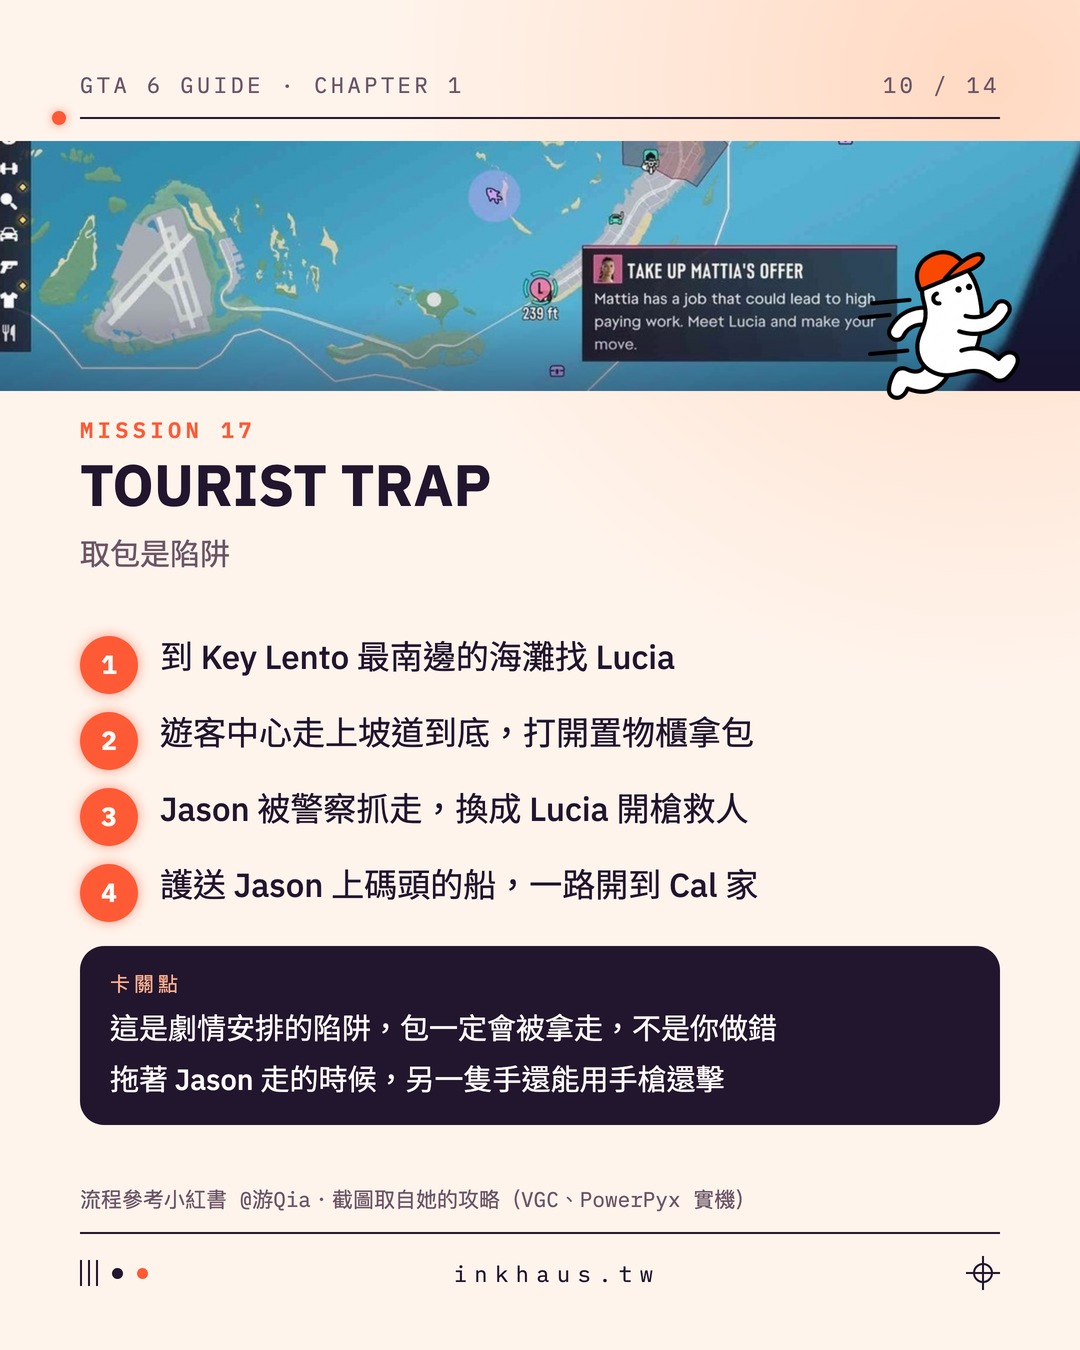 GTA 6 GUIDE · CHAPTER 1
10 / 14
L
239 ft
TAKE UP MATTIA'S OFFER
Mattia has a job that could lead to high
paying work. Meet Lucia and make your
move.
MISSION 17
TOURIST TRAP
取包是陷阱
1 到 Key Lento 最南邊的海灘找 Lucia
2 遊客中心走上坡道到底，打開置物櫃拿包
3 Jason 被警察抓走，換成 Lucia 開槍救人
4 護送 Jason 上碼頭的船，一路開到 Cal 家
卡關點
這是劇情安排的陷阱，包一定會被拿走，不是你做錯
拖著 Jason 走的時候，另一隻手還能用手槍還擊
流程參考小紅書 @游Qia · 截圖取自她的攻略（VGC、PowerPyx 實機）
inkhaus.tw